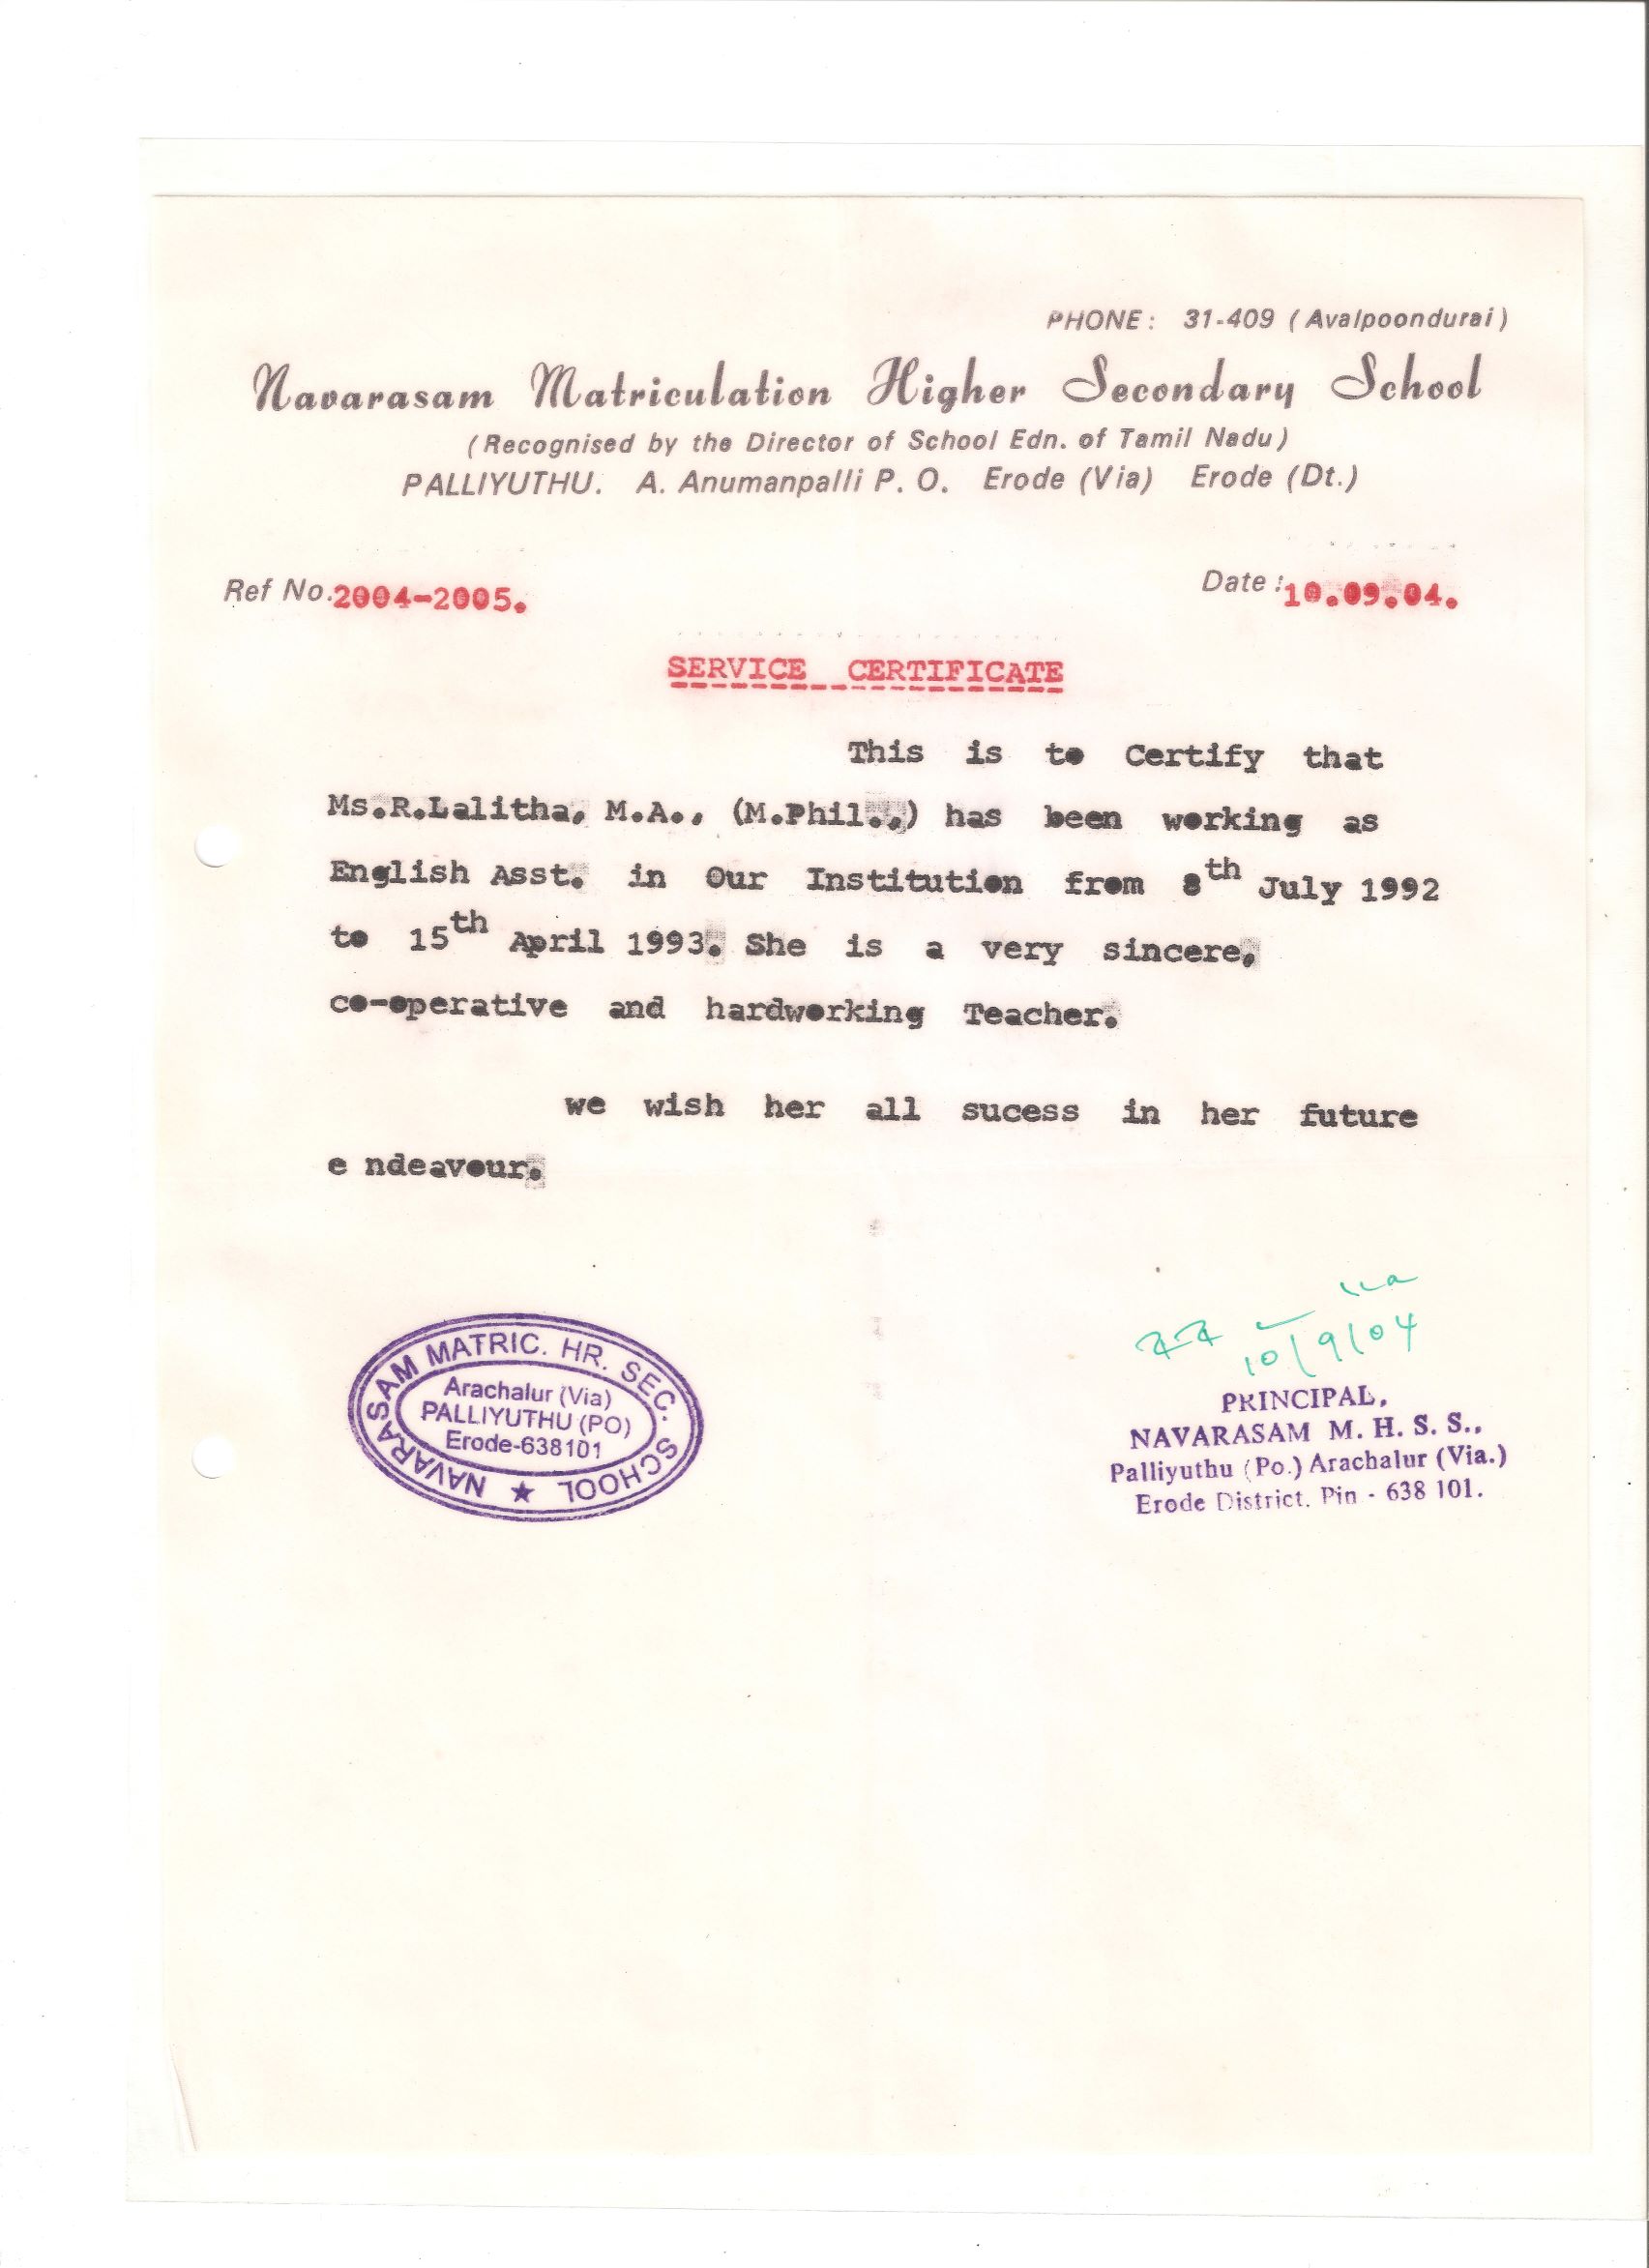 PHONE: 31-409 (Avalpoondurai)
Navarasam Matriculation Higher Secondary School
(Recognised by the Director of School Edn. of Tamil Nadu)
PALLIYUTHU. A. Anumanpalli P. O. Erode (Via) Erode (Dt.)
Ref No.2004-2005.
Date :10.09.04.
SERVICE CERTIFICATE
This is to Certify that
Ms.R.Lalitha, M.A., (M.Phil.,) has been working as
English Asst. in Our Institution from 8th July 1992
to 15th April 1993. She is a very sincere,
co-operative and hardworking Teacher.
we wish her all sucess in her future
e ndeavour.
NAVARASAM MATRIC. HR. SEC. SCHOOL ★
Arachalur (Via)
PALLIYUTHU (PO)
Erode-638101
10/9/04
PRINCIPAL,
NAVARASAM M. H. S. S.,
Palliyuthu (Po.) Arachalur (Via.)
Erode District. Pin - 638 101.